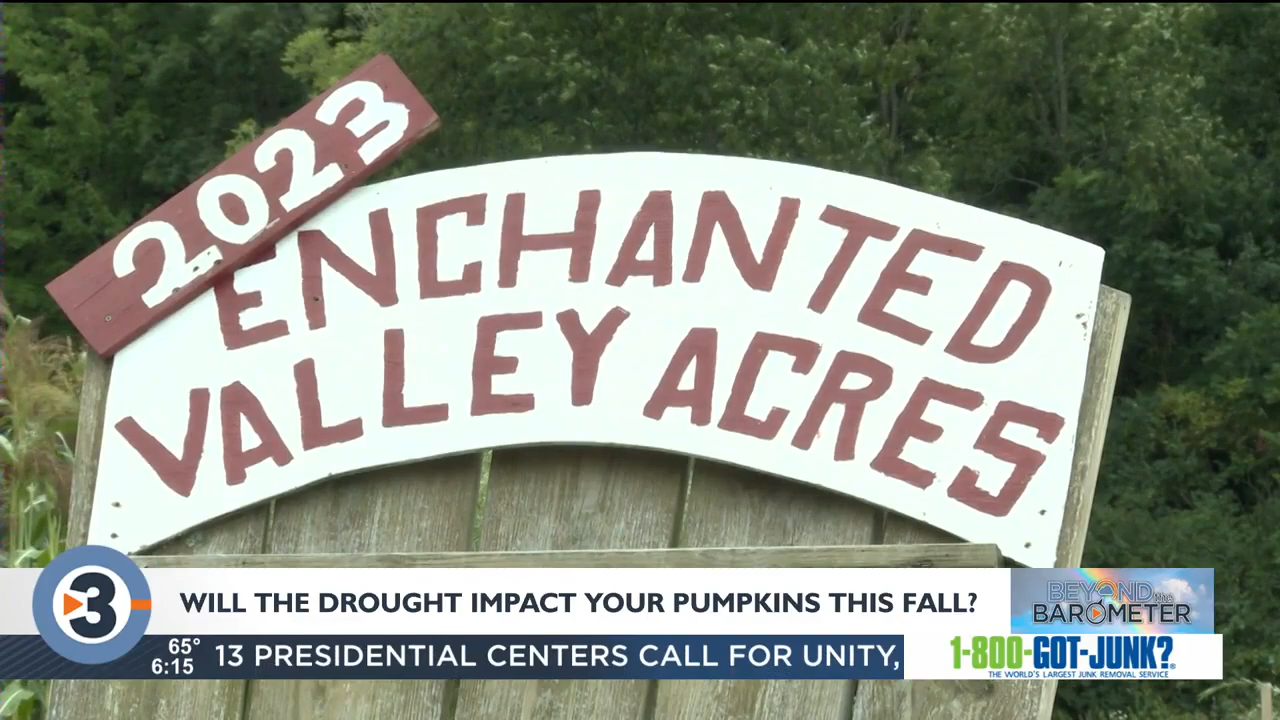 2023
ENCHANTED
VALLEY ACRES
3
WILL THE DROUGHT IMPACT YOUR PUMPKINS THIS FALL?
BEYOND the
BAROMETER
65°
6:15
13 PRESIDENTIAL CENTERS CALL FOR UNITY,
1-800-GOT-JUNK?
THE WORLD'S LARGEST JUNK REMOVAL SERVICE